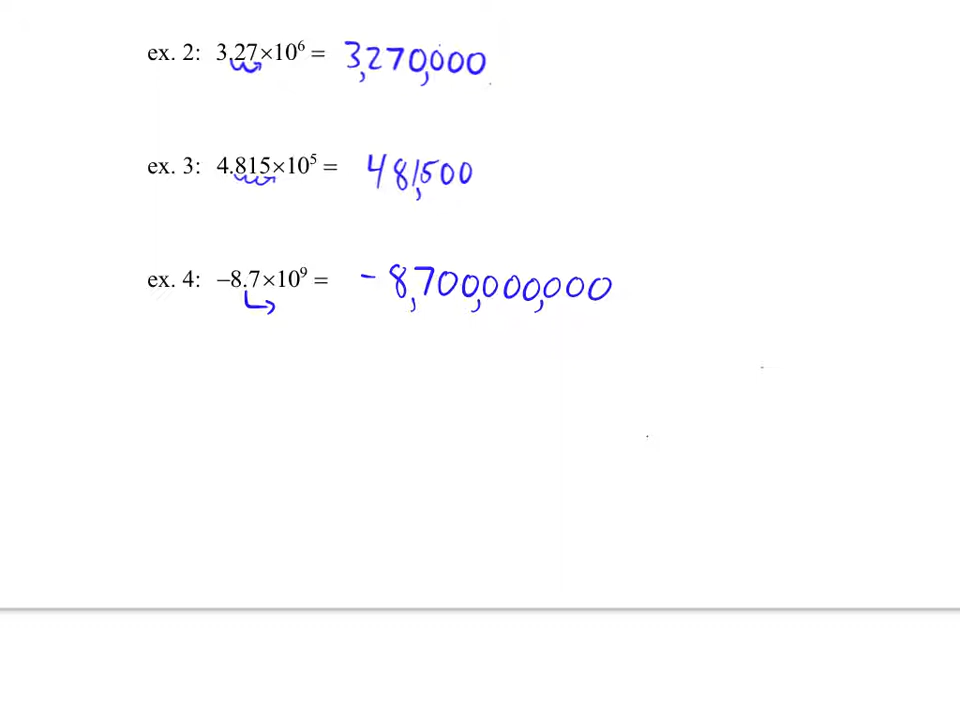 ex. 2: 3.27×10⁶ = 3,270,000
ex. 3: 4.815×10⁵ = 481,500
ex. 4: −8.7×10⁹ = -8,700,000,000